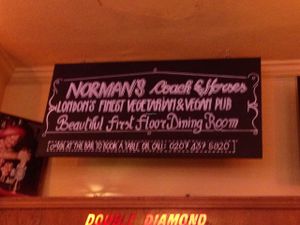 NORMAN'S Coach & Horses
LONDON'S FINEST VEGETARIAN & VEGAN PUB
Beautiful First Floor Dining Room
AT THE BAR TO BOOK A TABLE OR CALL: 0207 437 5920
DOUBLE DIAMOND